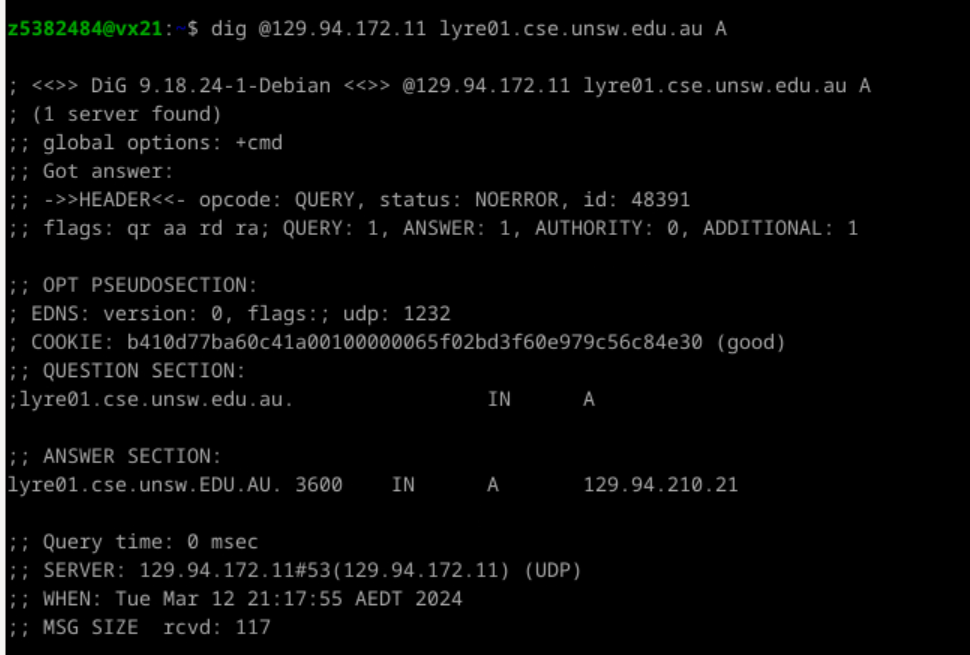 z5382484@vx21:~$ dig @129.94.172.11 lyre01.cse.unsw.edu.au A
; <<>> DiG 9.18.24-1-Debian <<>> @129.94.172.11 lyre01.cse.unsw.edu.au A
; (1 server found)
;; global options: +cmd
;; Got answer:
;; ->>HEADER<<- opcode: QUERY, status: NOERROR, id: 48391
;; flags: qr aa rd ra; QUERY: 1, ANSWER: 1, AUTHORITY: 0, ADDITIONAL: 1
;; OPT PSEUDOSECTION:
; EDNS: version: 0, flags:; udp: 1232
; COOKIE: b410d77ba60c41a00100000065f02bd3f60e979c56c84e30 (good)
;; QUESTION SECTION:
;lyre01.cse.unsw.edu.au. IN A
;; ANSWER SECTION:
lyre01.cse.unsw.EDU.AU. 3600 IN A 129.94.210.21
;; Query time: 0 msec
;; SERVER: 129.94.172.11#53(129.94.172.11) (UDP)
;; WHEN: Tue Mar 12 21:17:55 AEDT 2024
;; MSG SIZE rcvd: 117